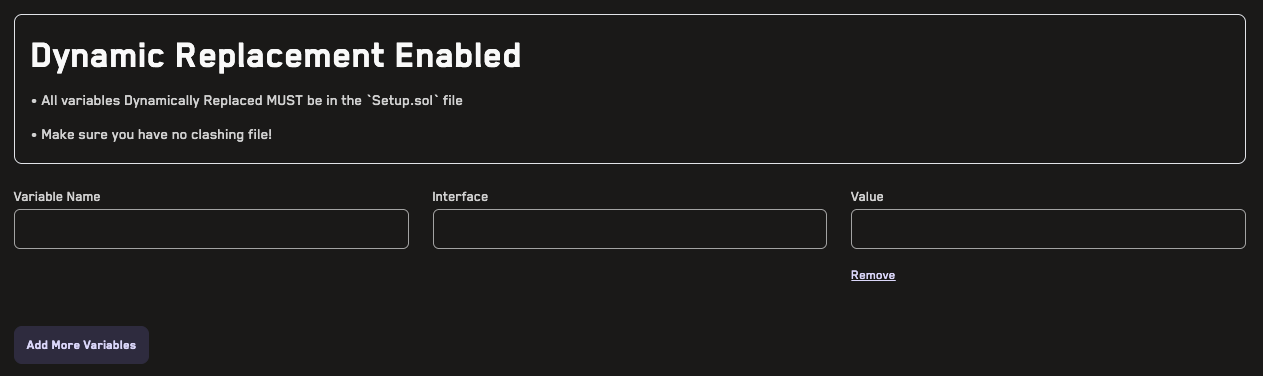 Dynamic Replacement Enabled
• All variables Dynamically Replaced MUST be in the `Setup.sol` file
• Make sure you have no clashing file!
Variable Name
Interface
Value
Remove
Add More Variables